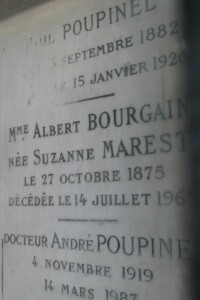 POUPINEL
SEPTEMBRE 1882
15 JANVIER 1926
MME ALBERT BOURGAIN
NÉE SUZANNE MAREST
LE 27 OCTOBRE 1875
DÉCÉDÉE LE 14 JUILLET 196
DOCTEUR ANDRÉ POUPINE
4 NOVEMBRE 1919
14 MARS 1987